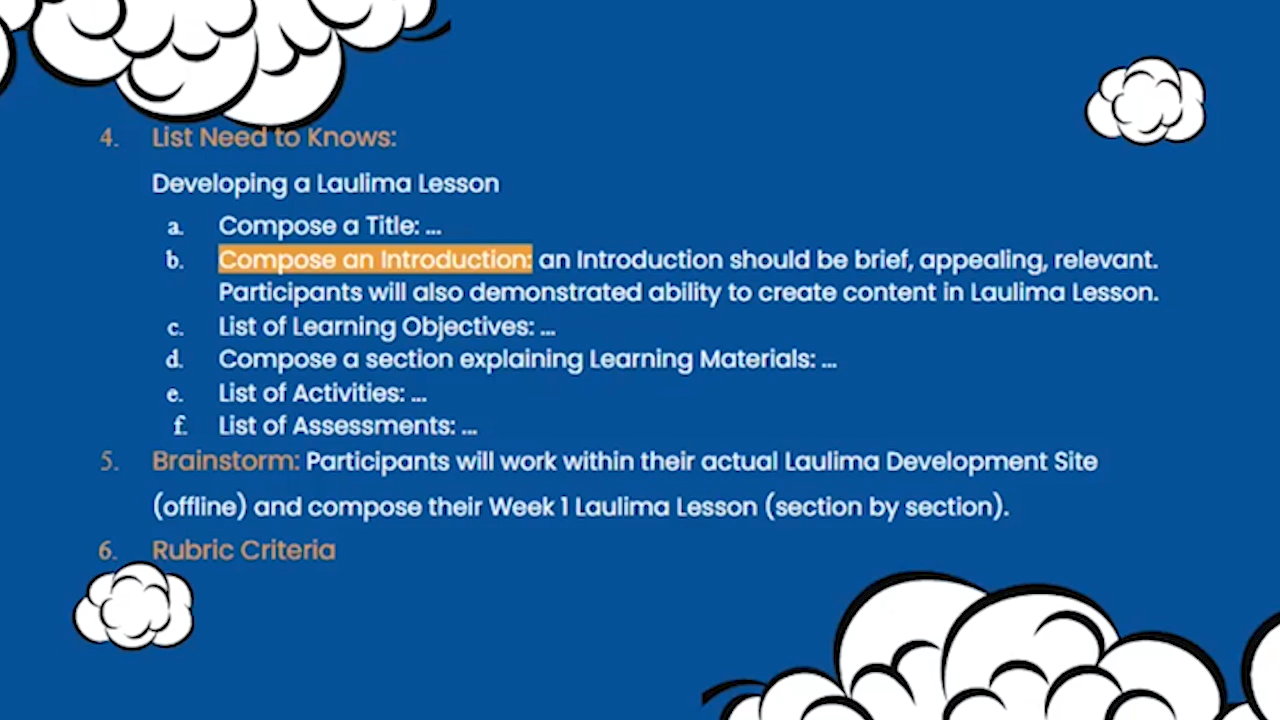 4. List Need to Knows:
Developing a Laulima Lesson
a. Compose a Title: ...
b. Compose an Introduction: an Introduction should be brief, appealing, relevant.
Participants will also demonstrated ability to create content in Laulima Lesson.
c. List of Learning Objectives: ...
d. Compose a section explaining Learning Materials: ...
e. List of Activities: ...
f. List of Assessments: ...
5. Brainstorm: Participants will work within their actual Laulima Development Site
(offline) and compose their Week 1 Laulima Lesson (section by section).
6. Rubric Criteria